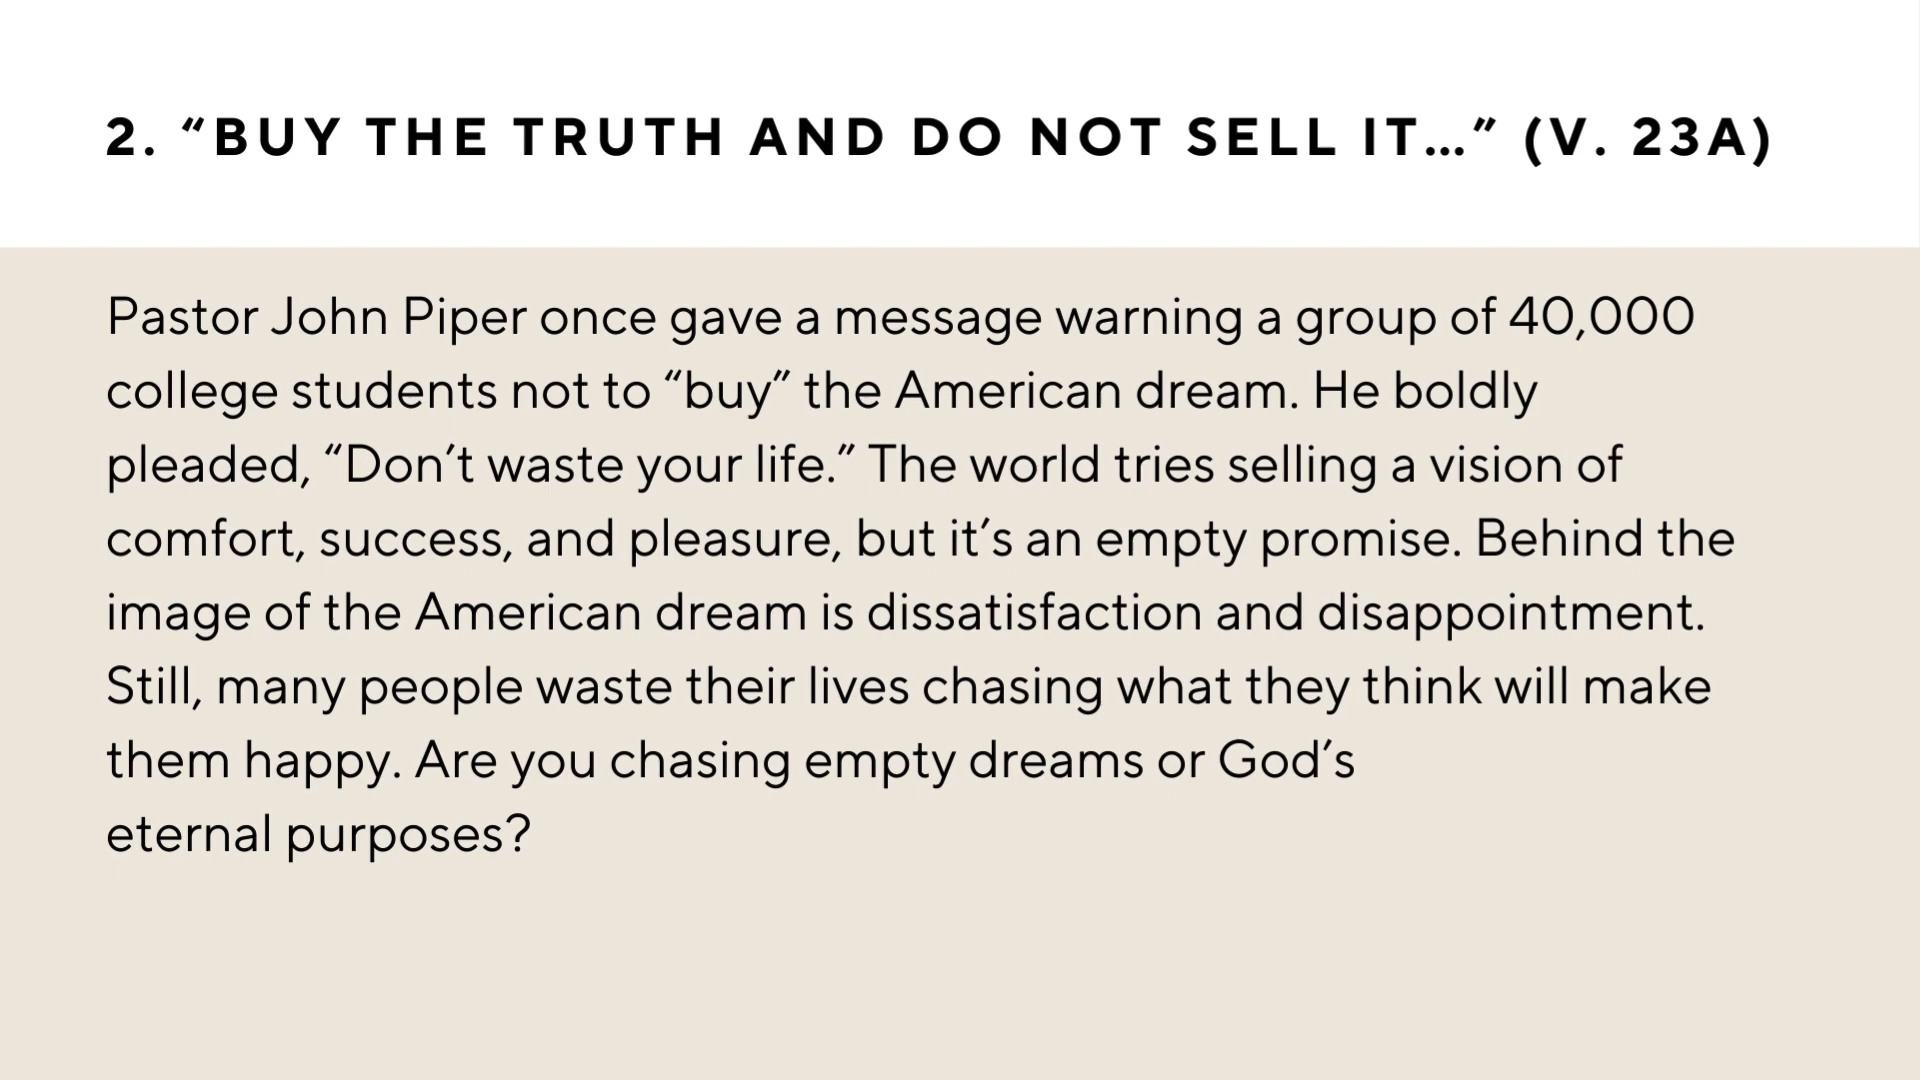 2. “BUY THE TRUTH AND DO NOT SELL IT...” (V. 23A)
Pastor John Piper once gave a message warning a group of 40,000
college students not to “buy” the American dream. He boldly
pleaded, “Don’t waste your life.” The world tries selling a vision of
comfort, success, and pleasure, but it’s an empty promise. Behind the
image of the American dream is dissatisfaction and disappointment.
Still, many people waste their lives chasing what they think will make
them happy. Are you chasing empty dreams or God’s
eternal purposes?